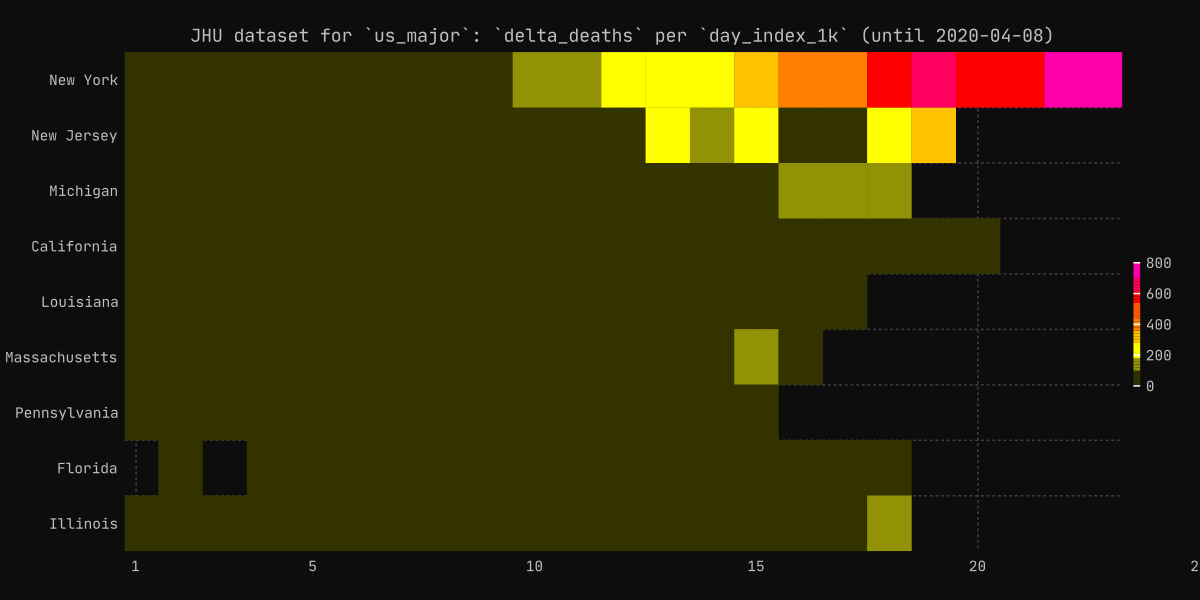 JHU dataset for `us_major`: `delta_deaths` per `day_index_1k` (until 2020-04-08)
New York
New Jersey
Michigan
California
Louisiana
Massachusetts
Pennsylvania
Florida
Illinois
800
600
400
200
0
1 5 10 15 20 2